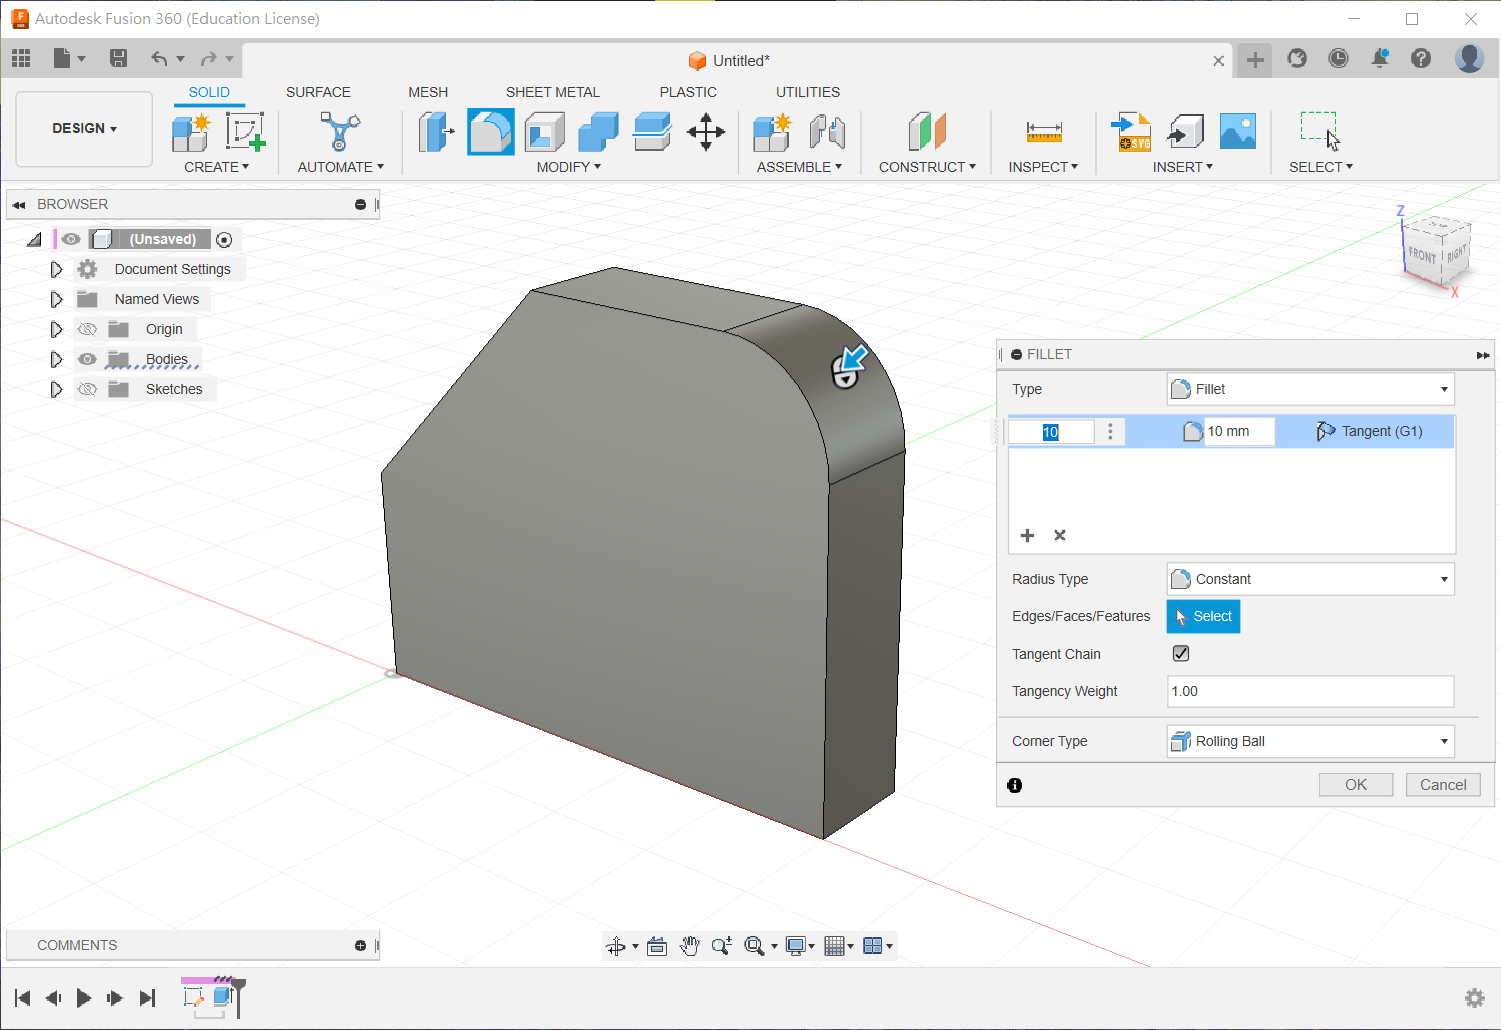 Autodesk Fusion 360 (Education License)
Untitled*
SOLID SURFACE MESH SHEET METAL PLASTIC UTILITIES
DESIGN
CREATE AUTOMATE MODIFY ASSEMBLE CONSTRUCT INSPECT INSERT SELECT
SVG
BROWSER
(Unsaved)
Document Settings
Named Views
Origin
Bodies
Sketches
Z
FRONT RIGHT
X
FILLET
Type Fillet
10 10 mm Tangent (G1)
Radius Type Constant
Edges/Faces/Features Select
Tangent Chain
Tangency Weight 1.00
Corner Type Rolling Ball
OK Cancel
COMMENTS